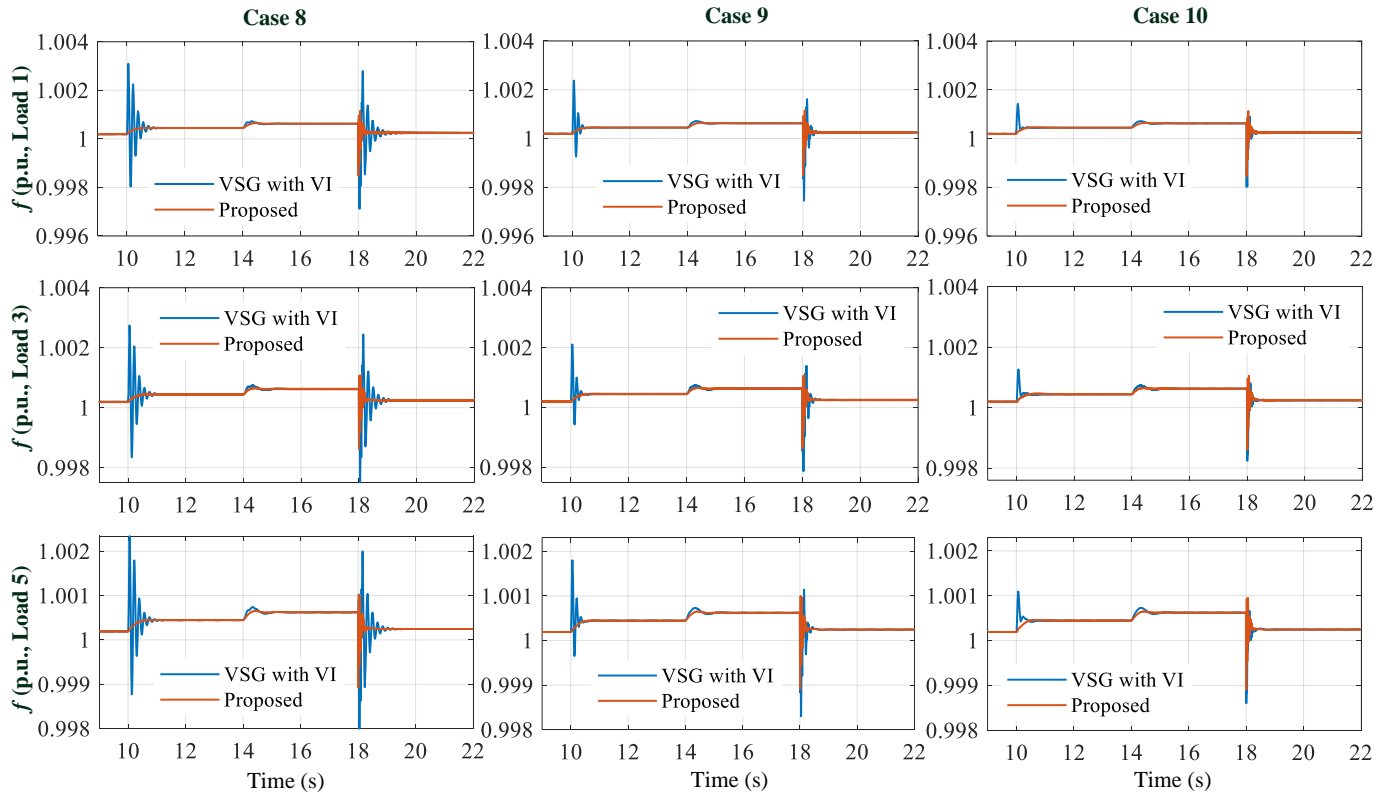 Case 8 Case 9 Case 10
f (p.u., Load 1)
1.004
1.002
1
0.998
0.996
VSG with VI
Proposed
10 12 14 16 18 20 22
1.004
1.002
1
0.998
0.996
VSG with VI
Proposed
10 12 14 16 18 20 22
1.004
1.002
1
0.998
0.996
VSG with VI
Proposed
10 12 14 16 18 20 22
f (p.u., Load 3)
1.004
1.002
1
0.998
VSG with VI
Proposed
10 12 14 16 18 20 22
1.004
1.002
1
0.998
VSG with VI
Proposed
10 12 14 16 18 20 22
1.004
1.002
1
0.998
VSG with VI
Proposed
10 12 14 16 18 20 22
f (p.u., Load 5)
1.002
1.001
1
0.999
0.998
VSG with VI
Proposed
10 12 14 16 18 20 22
Time (s)
1.002
1.001
1
0.999
0.998
VSG with VI
Proposed
10 12 14 16 18 20 22
Time (s)
1.002
1.001
1
0.999
0.998
VSG with VI
Proposed
10 12 14 16 18 20 22
Time (s)